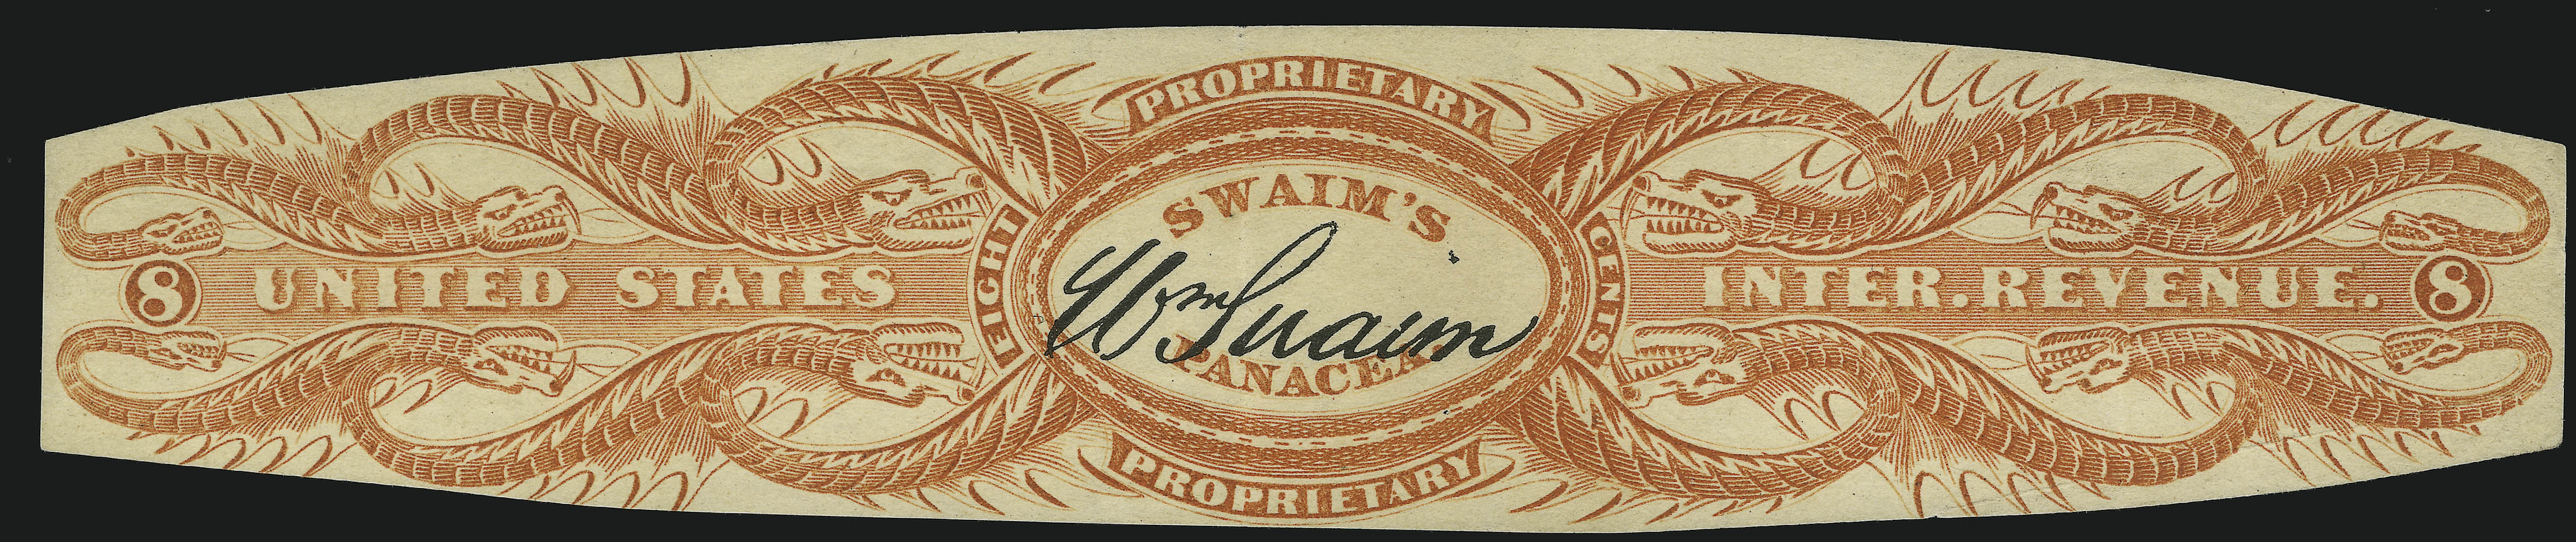 PROPRIETARY
SWAIM'S
8 UNITED STATES EIGHT Wm Swaim CENTS INTER. REVENUE. 8
PANACEA
PROPRIETARY